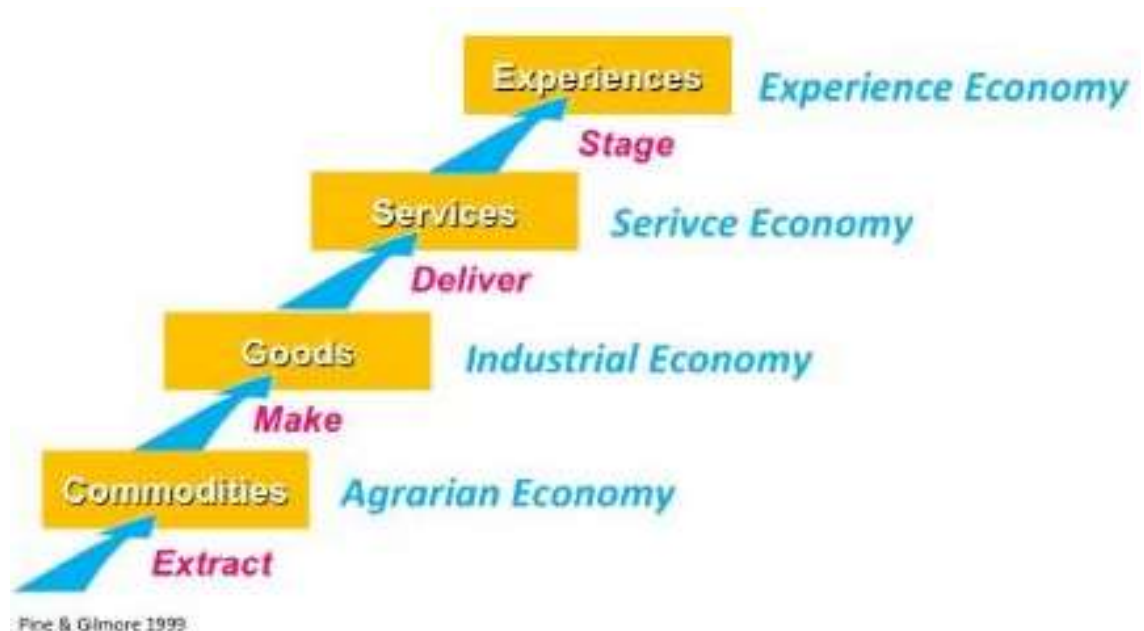 Experiences
Experience Economy
Stage
Services
Serivce Economy
Deliver
Goods
Industrial Economy
Make
Commodities
Agrarian Economy
Extract
Pine & Gilmore 1999